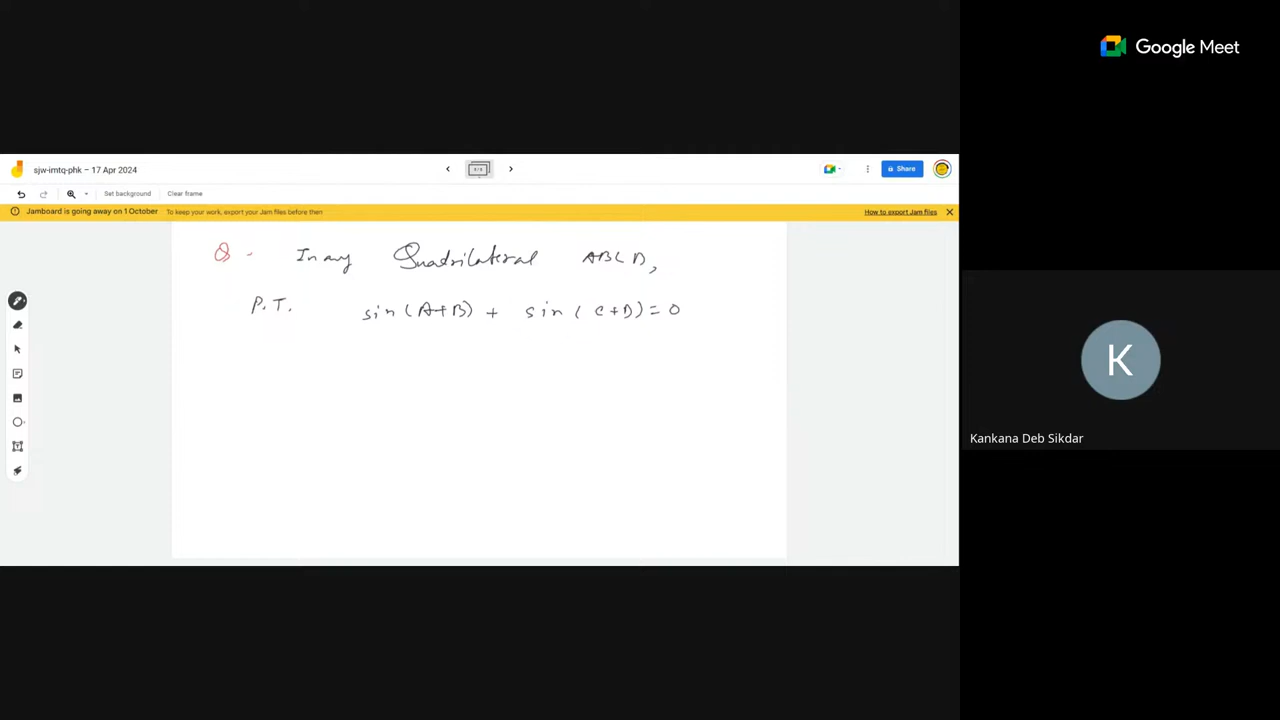 Google Meet
sjw-imtq-phk – 17 Apr 2024
1/1
Share
Set background
Clear frame
Jamboard is going away on 1 October
To keep your work, export your Jam files before then
How to export Jam files
Q - In any Quadrilateral ABCD,
P.T. sin(A+B) + sin(C+D) = 0
K
Kankana Deb Sikdar